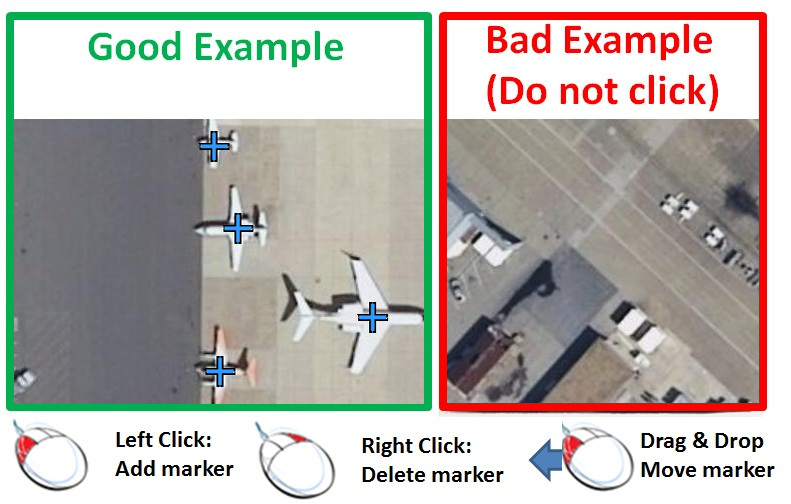 Good Example
Bad Example
(Do not click)
Left Click:
Add marker
Right Click:
Delete marker
Drag & Drop
Move marker